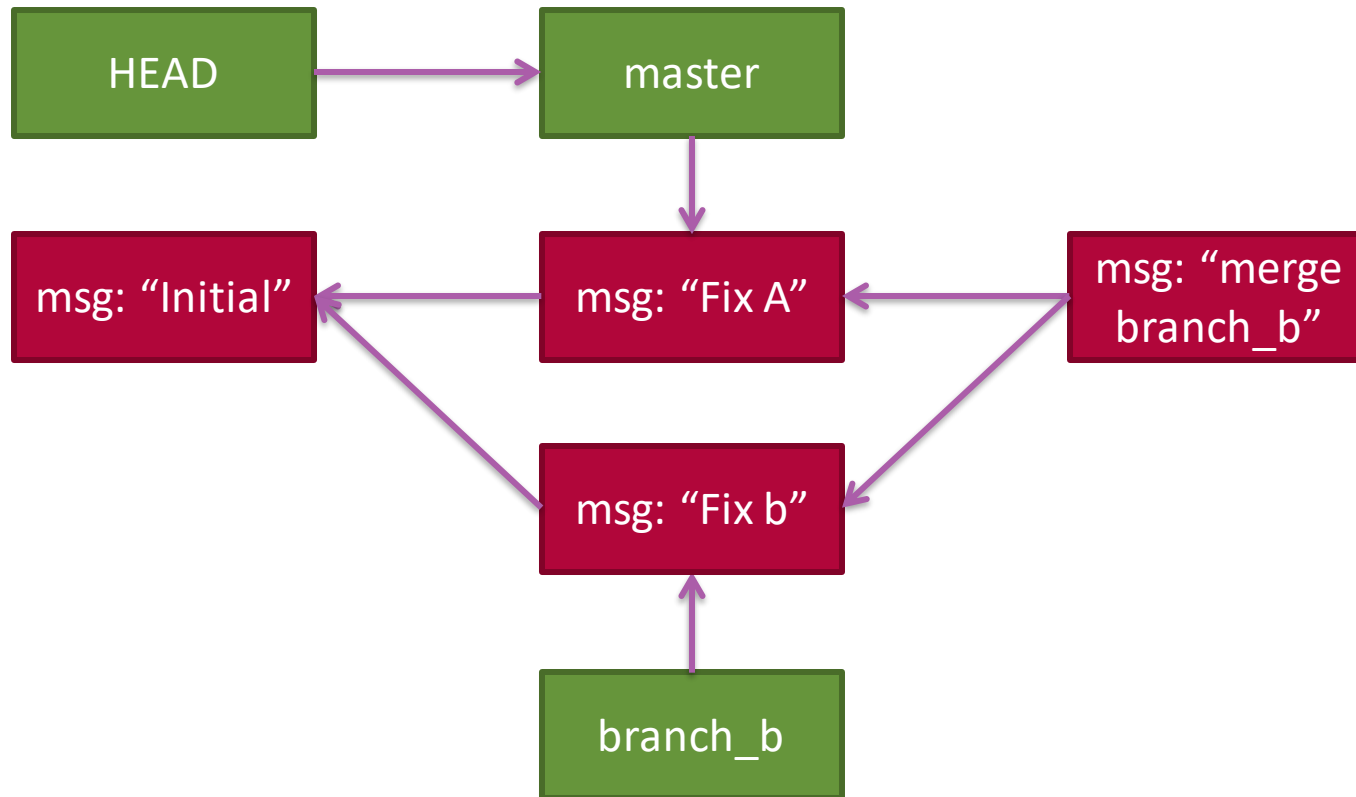 HEAD
master
msg: “Initial”
msg: “Fix A”
msg: “merge
branch_b”
msg: “Fix b”
branch_b